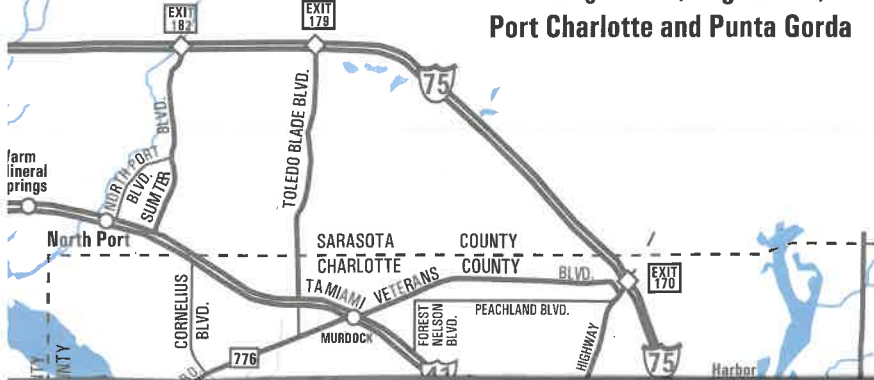 Port Charlotte and Punta Gorda
EXIT
182
EXIT
179
75
TOLEDO BLADE BLVD.
NORTH PORT BLVD.
SUMTER
BLVD.
North Port
SARASOTA COUNTY
CHARLOTTE COUNTY
TAMIAMI
VETERANS BLVD.
EXIT
170
PEACHLAND BLVD.
CORNELIUS
BLVD.
FOREST
NELSON
BLVD.
MURDOCK
776
HIGHWAY
41
75
Harbor